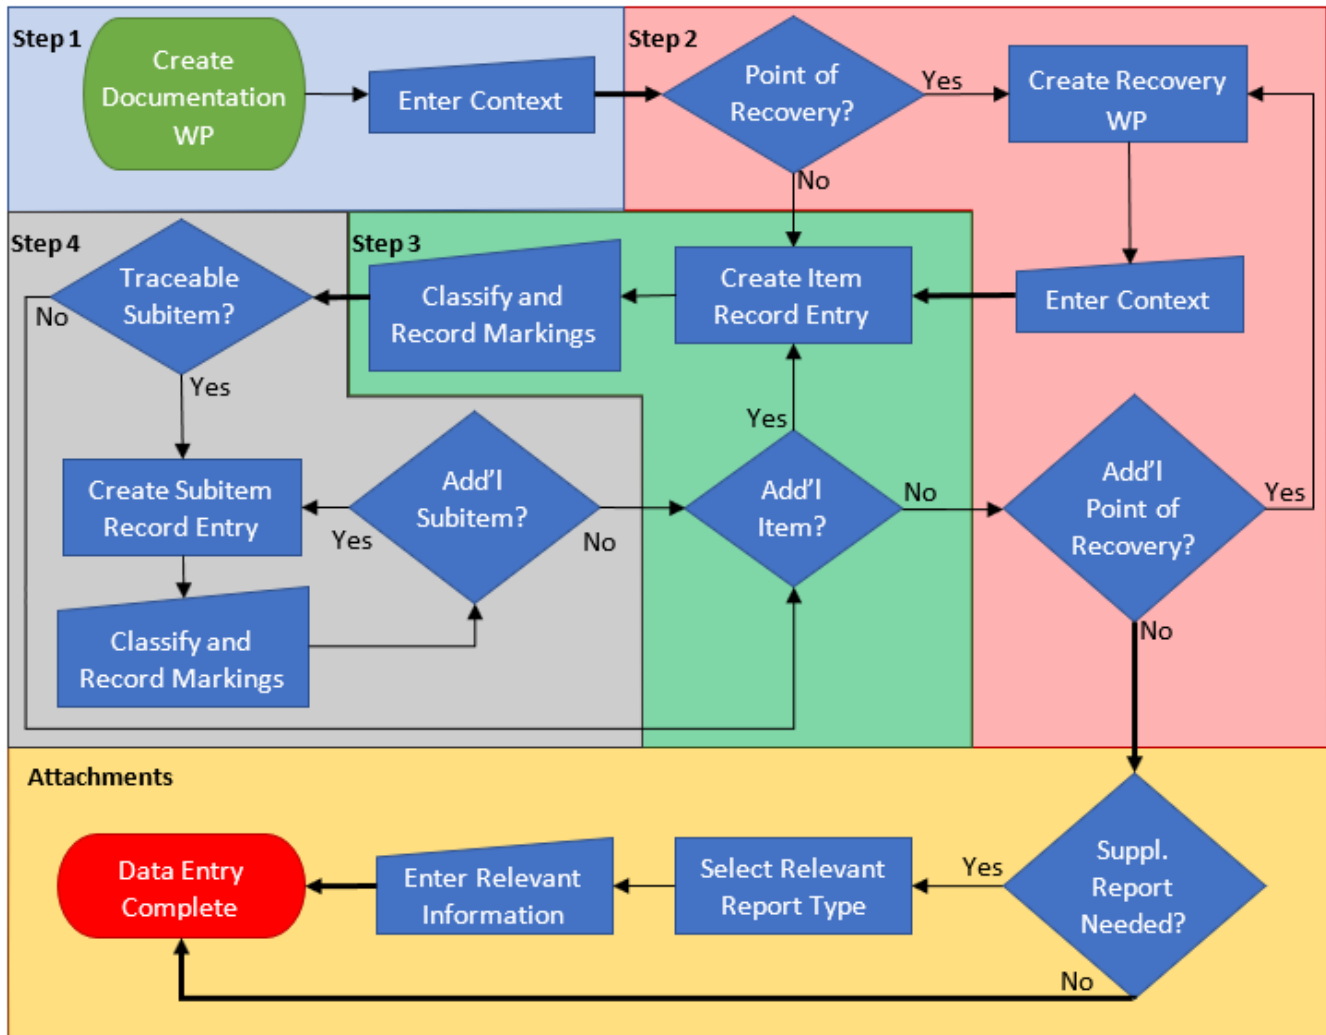 Step 1
Create
Documentation
WP
Enter Context
Step 2
Point of
Recovery?
Yes
No
Create Recovery
WP
Enter Context
Step 3
Create Item
Record Entry
Classify and
Record Markings
Step 4
Traceable
Subitem?
No
Yes
Create Subitem
Record Entry
Classify and
Record Markings
Add'l
Subitem?
Yes
No
Add'l
Item?
Yes
No
Add'l
Point of
Recovery?
Yes
No
Attachments
Suppl.
Report
Needed?
Yes
No
Select Relevant
Report Type
Enter Relevant
Information
Data Entry
Complete